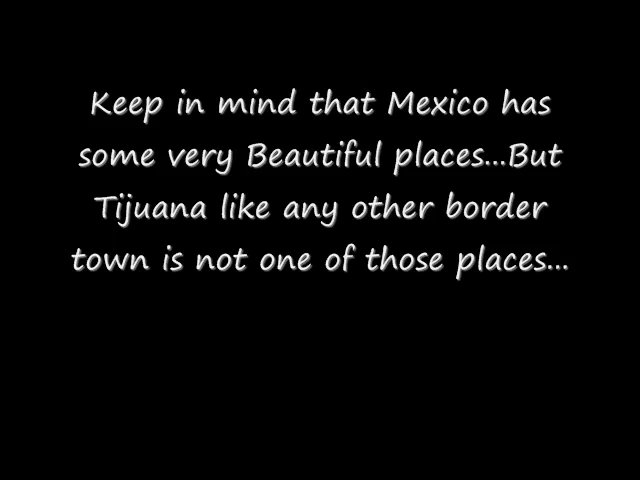 Keep in mind that Mexico has
some very Beautiful places...But
Tijuana like any other border
town is not one of those places...